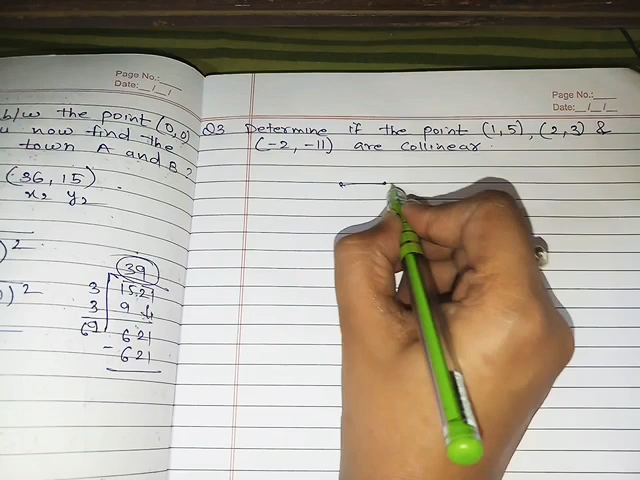 Page No.:
Date: / /
b/w the point (0,0)
u now find the
town A and B?
(36, 15)
x₂ y₂
)²
)²
39
3 1521
3 9
69 621
- 621
Page No.:
Date: / /
Q3 Determine if the point (1,5), (2,3) &
(-2, -11) are collinear.